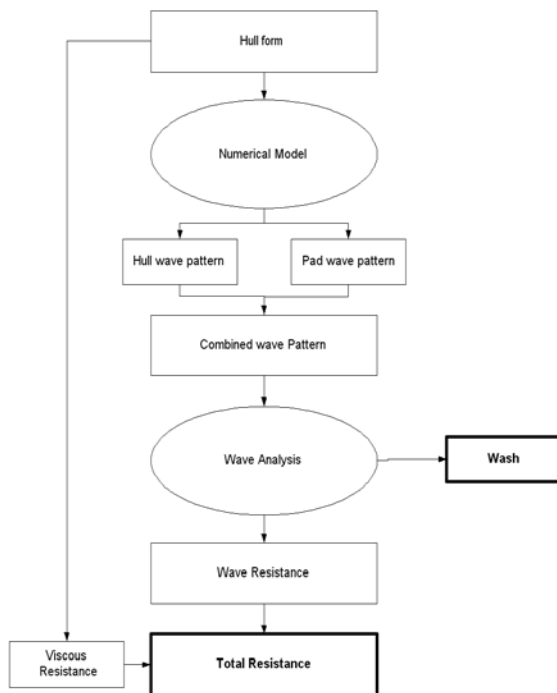 Hull form
Numerical Model
Hull wave pattern
Pad wave pattern
Combined wave Pattern
Wave Analysis
Wash
Wave Resistance
Viscous
Resistance
Total Resistance